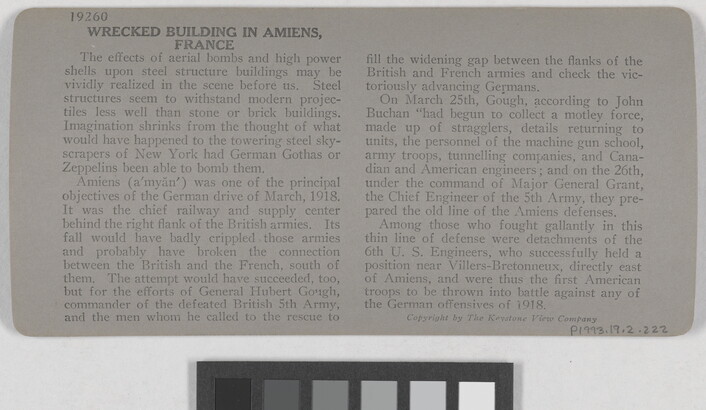 19260
WRECKED BUILDING IN AMIENS,
FRANCE
The effects of aerial bombs and high power
shells upon steel structure buildings may be
vividly realized in the scene before us. Steel
structures seem to withstand modern projec-
tiles less well than stone or brick buildings.
Imagination shrinks from the thought of what
would have happened to the towering steel sky-
scrapers of New York had German Gothas or
Zeppelins been able to bomb them.
Amiens (a'myăn') was one of the principal
objectives of the German drive of March, 1918.
It was the chief railway and supply center
behind the right flank of the British armies. Its
fall would have badly crippled those armies
and probably have broken the connection
between the British and the French, south of
them. The attempt would have succeeded, too,
but for the efforts of General Hubert Gough,
commander of the defeated British 5th Army,
and the men whom he called to the rescue to
fill the widening gap between the flanks of the
British and French armies and check the vic-
toriously advancing Germans.
On March 25th, Gough, according to John
Buchan "had begun to collect a motley force,
made up of stragglers, details returning to
units, the personnel of the machine gun school,
army troops, tunnelling companies, and Cana-
dian and American engineers; and on the 26th,
under the command of Major General Grant,
the Chief Engineer of the 5th Army, they pre-
pared the old line of the Amiens defenses.
Among those who fought gallantly in this
thin line of defense were detachments of the
6th U. S. Engineers, who successfully held a
position near Villers-Bretonneux, directly east
of Amiens, and were thus the first American
troops to be thrown into battle against any of
the German offensives of 1918.
Copyright by The Keystone View Company
P1993.19.2.222